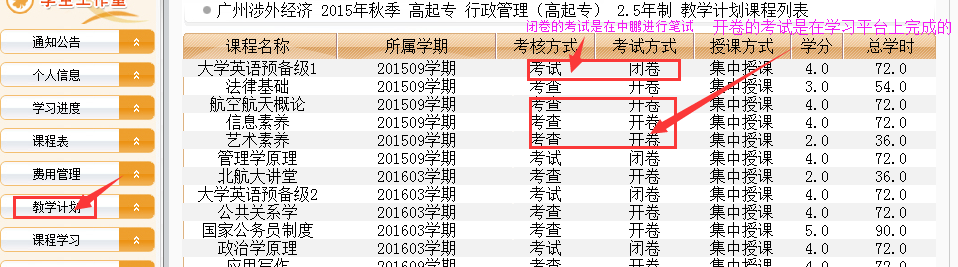 学生工作室
广州涉外经济 2015年秋季 高起专 行政管理（高起专） 2.5年制 教学计划课程列表
闭卷的考试是在中鹏进行笔试 开卷的考试是在学习平台上完成的
通知公告
个人信息
学习进度
课程表
费用管理
教学计划
课程学习
课程名称 所属学期 考核方式 考试方式 授课方式 学分 总学时
大学英语预备级1 201509学期 考试 闭卷 集中授课 4.0 72.0
法律基础 201509学期 考查 开卷 集中授课 3.0 54.0
航空航天概论 201509学期 考查 开卷 集中授课 4.0 72.0
信息素养 201509学期 考查 开卷 集中授课 4.0 72.0
艺术素养 201509学期 考查 开卷 集中授课 2.0 36.0
管理学原理 201509学期 考试 闭卷 集中授课 4.0 72.0
北航大讲堂 201603学期 考查 开卷 集中授课 2.0 36.0
大学英语预备级2 201603学期 考试 闭卷 集中授课 4.0 72.0
公共关系学 201603学期 考查 开卷 集中授课 4.0 72.0
国家公务员制度 201603学期 考查 开卷 集中授课 5.0 90.0
政治学原理 201603学期 考试 闭卷 集中授课 4.0 72.0
应用写作 201609学期 考查 开卷 集中授课 4.0 72.0